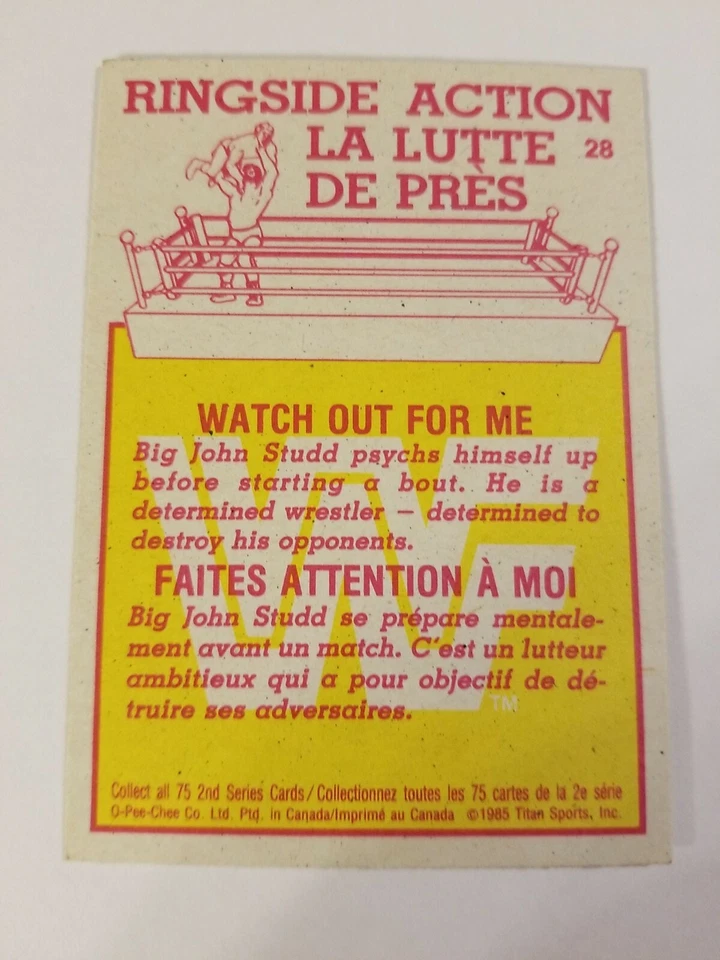 RINGSIDE ACTION
LA LUTTE 28
DE PRÈS
WATCH OUT FOR ME
Big John Studd psychs himself up
before starting a bout. He is a
determined wrestler – determined to
destroy his opponents.
FAITES ATTENTION À MOI
Big John Studd se prépare mentale-
ment avant un match. C'est un lutteur
ambitieux qui a pour objectif de dé-
truire ses adversaires.
WF
TM
Collect all 75 2nd Series Cards/Collectionnez toutes les 75 cartes de la 2e série
O-Pee-Chee Co. Ltd. Ptd. in Canada/Imprimé au Canada ©1985 Titan Sports, Inc.